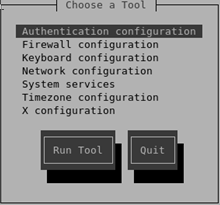 Choose a Tool
Authentication configuration
Firewall configuration
Keyboard configuration
Network configuration
System services
Timezone configuration
X configuration
Run Tool
Quit